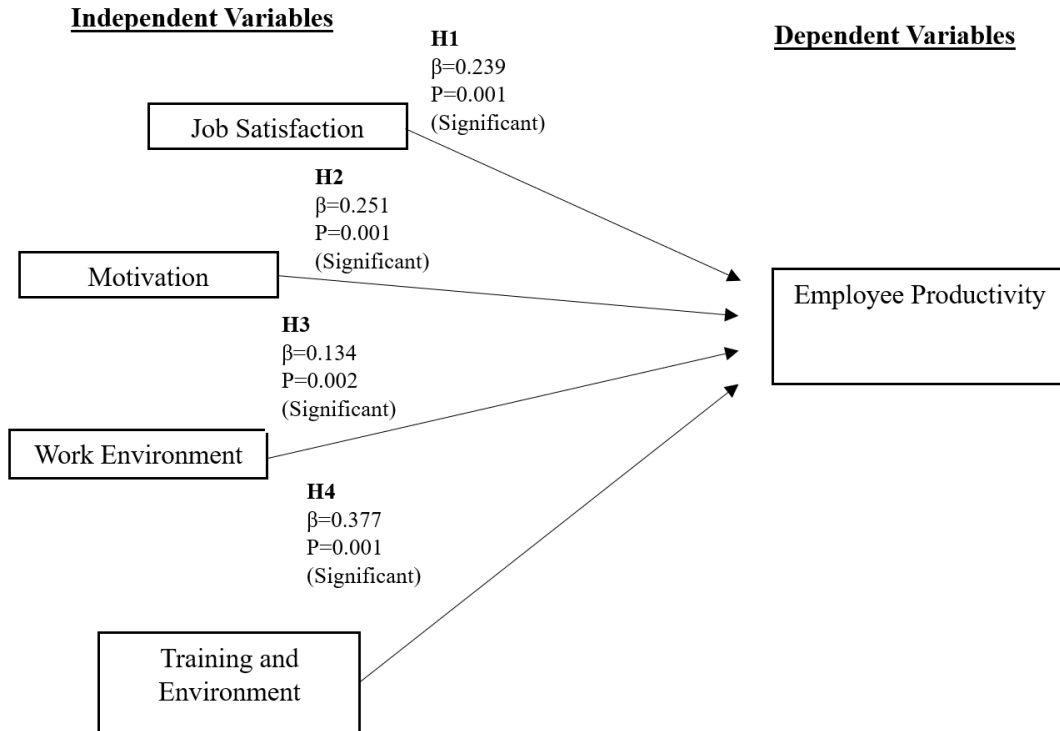 Independent Variables
Dependent Variables
H1
β=0.239
P=0.001
(Significant)
Job Satisfaction
H2
β=0.251
P=0.001
(Significant)
Motivation
Employee Productivity
H3
β=0.134
P=0.002
(Significant)
Work Environment
H4
β=0.377
P=0.001
(Significant)
Training and
Environment